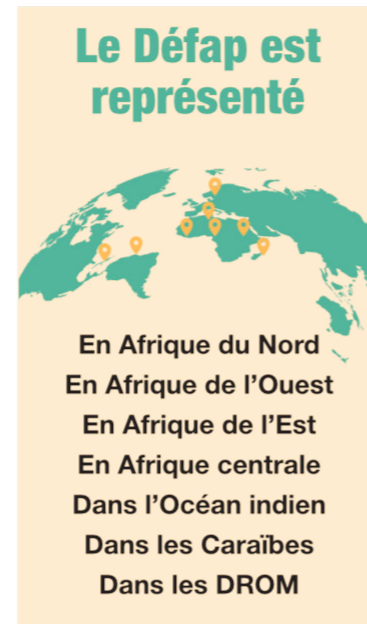 Le Défap est
représenté
En Afrique du Nord
En Afrique de l’Ouest
En Afrique de l’Est
En Afrique centrale
Dans l’Océan indien
Dans les Caraïbes
Dans les DROM